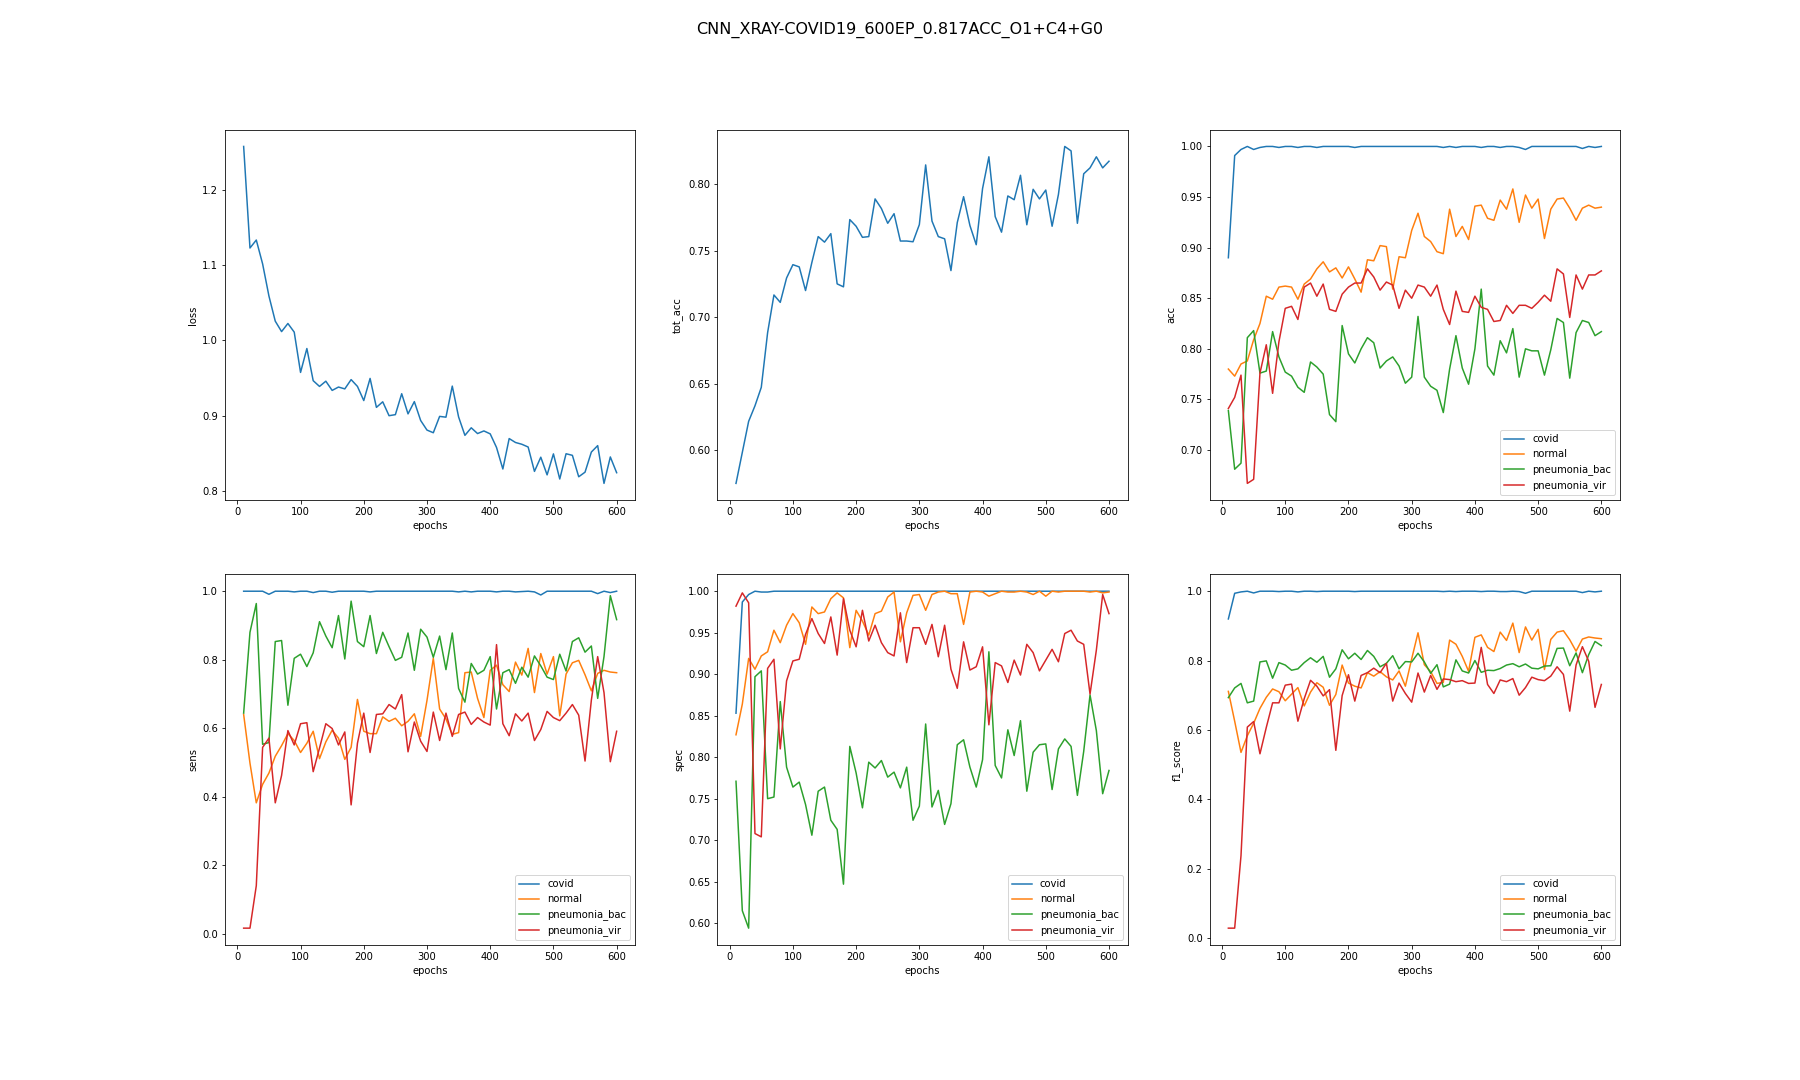 CNN_XRAY-COVID19_600EP_0.817ACC_O1+C4+G0
loss
1.2
1.1
1.0
0.9
0.8
0 100 200 300 400 500 600
epochs
tot_acc
0.80
0.75
0.70
0.65
0.60
0 100 200 300 400 500 600
epochs
acc
1.00
0.95
0.90
0.85
0.80
0.75
0.70
covid
normal
pneumonia_bac
pneumonia_vir
0 100 200 300 400 500 600
epochs
sens
1.0
0.8
0.6
0.4
0.2
0.0
covid
normal
pneumonia_bac
pneumonia_vir
0 100 200 300 400 500 600
epochs
spec
1.00
0.95
0.90
0.85
0.80
0.75
0.70
0.65
0.60
covid
normal
pneumonia_bac
pneumonia_vir
0 100 200 300 400 500 600
epochs
f1_score
1.0
0.8
0.6
0.4
0.2
0.0
covid
normal
pneumonia_bac
pneumonia_vir
0 100 200 300 400 500 600
epochs